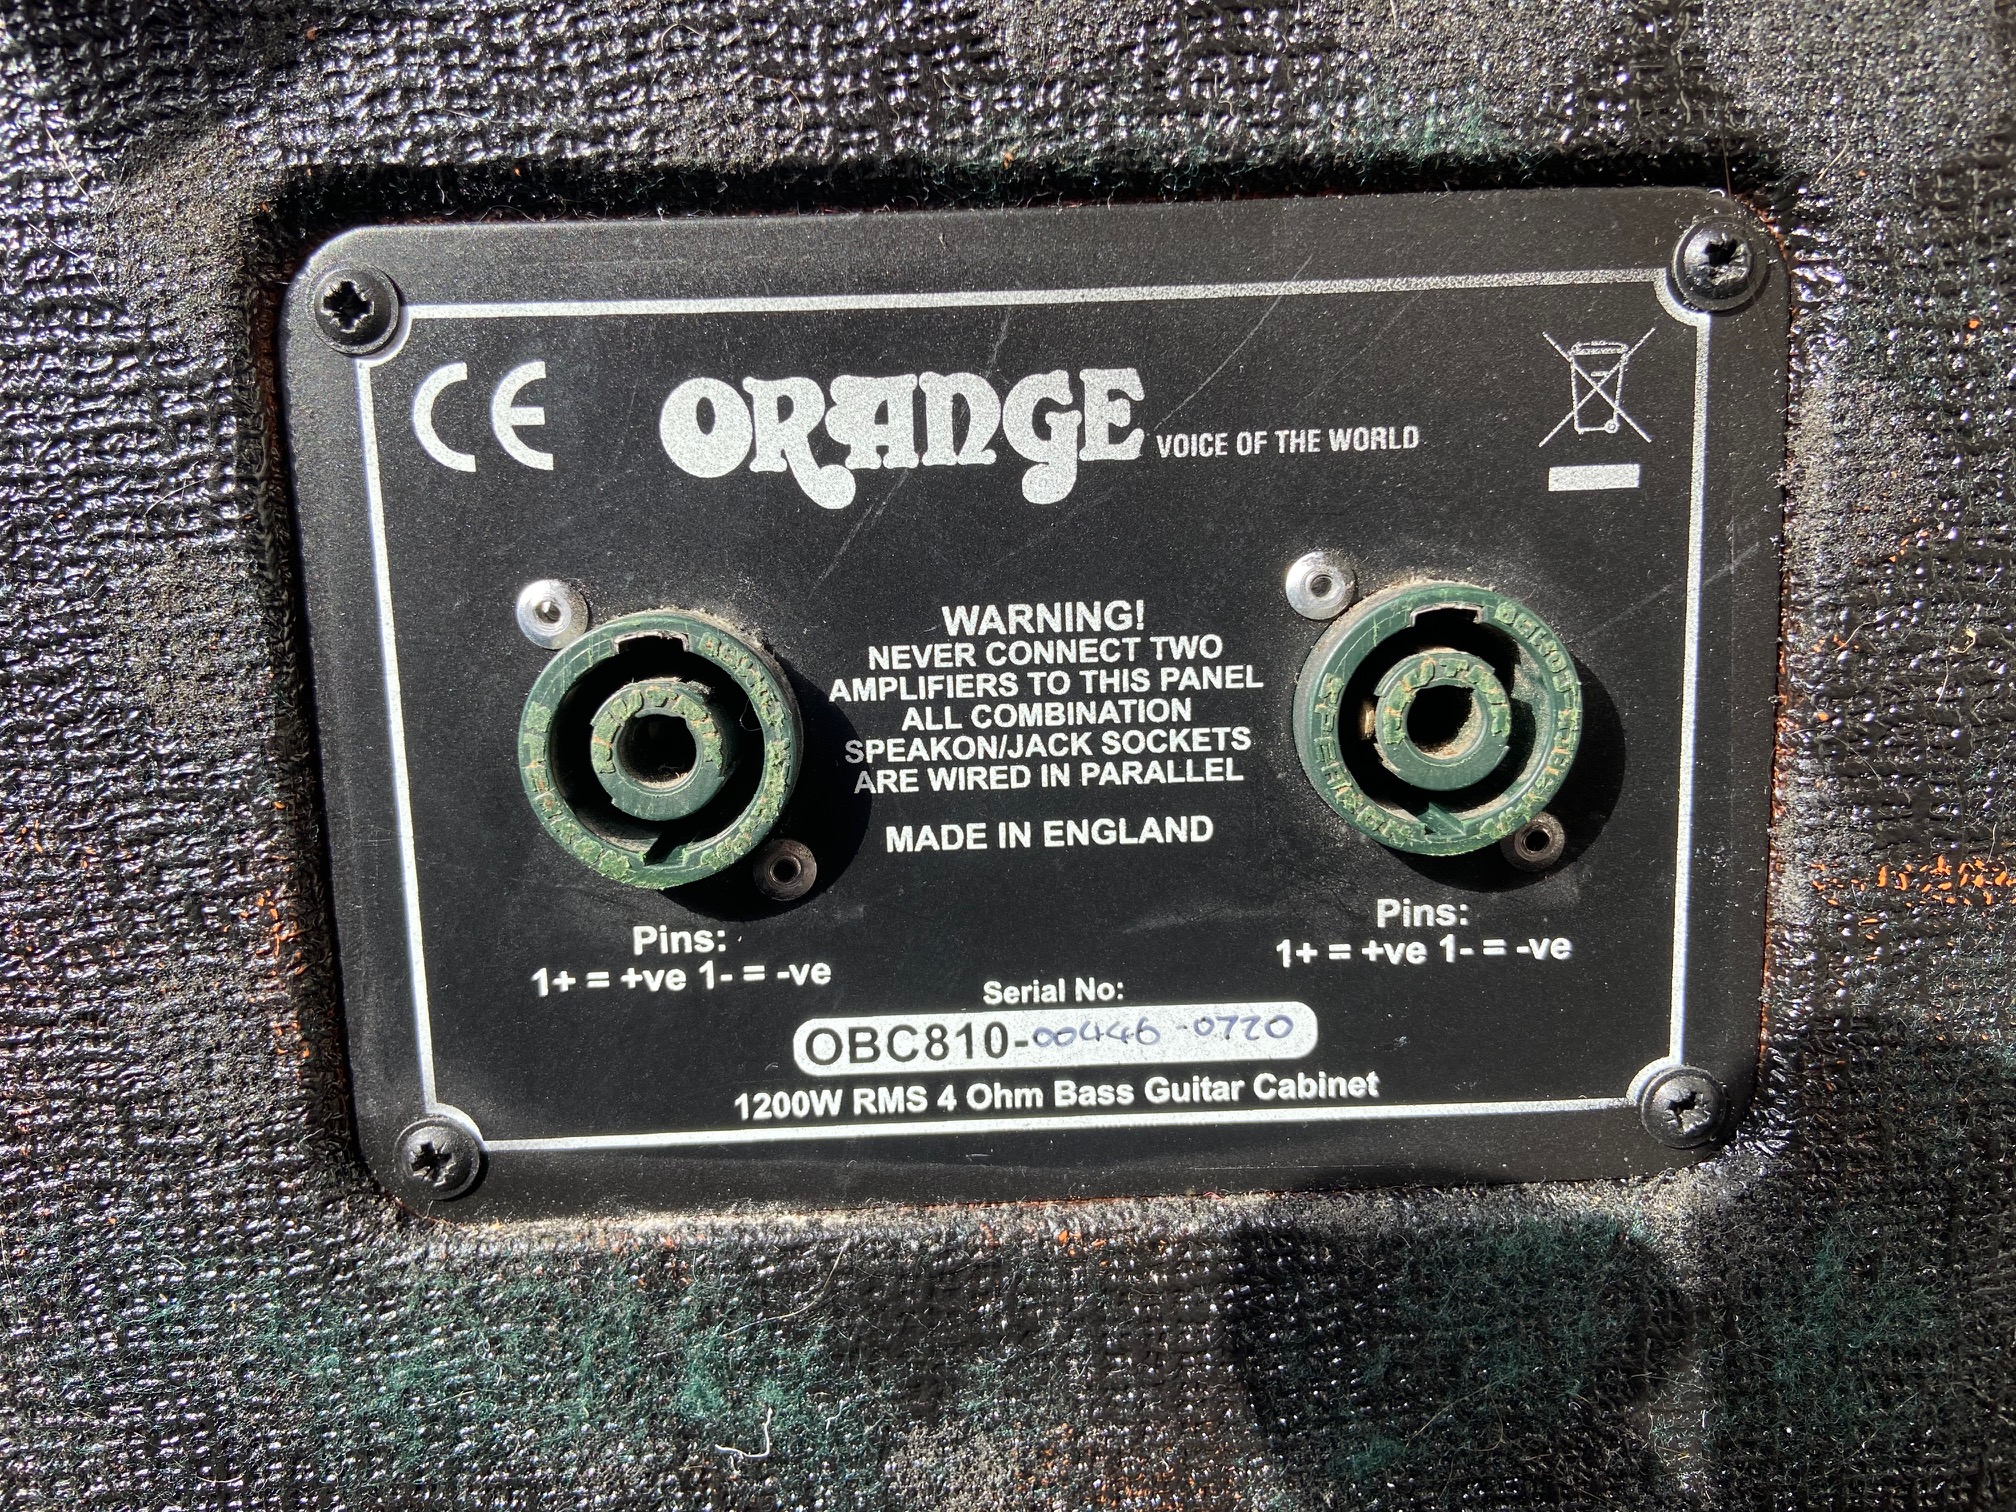 CE
ORANGE VOICE OF THE WORLD
WARNING!
NEVER CONNECT TWO
AMPLIFIERS TO THIS PANEL
ALL COMBINATION
SPEAKON/JACK SOCKETS
ARE WIRED IN PARALLEL
MADE IN ENGLAND
Pins:
1+ = +ve 1- = -ve
Pins:
1+ = +ve 1- = -ve
Serial No:
OBC810-00446-0720
1200W RMS 4 Ohm Bass Guitar Cabinet